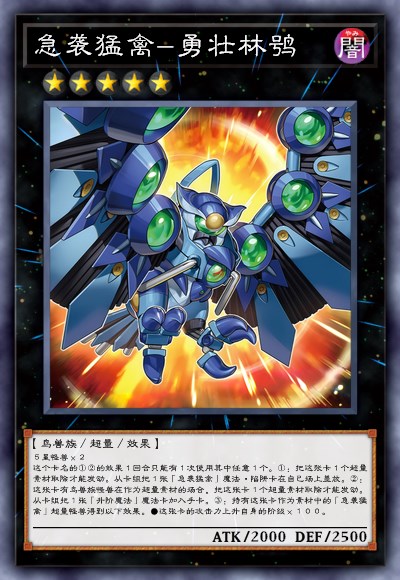 急袭猛禽-勇壮林鸮
やみ
闇
【鸟兽族/超量/效果】
５星怪兽×２
这个卡名的①②的效果1回合只能有1次使用其中任意1个。①：把这张卡1个超量
素材取除才能发动。从卡组把1张「急袭猛禽」魔法·陷阱卡在自己场上盖放。②：
这张卡有鸟兽族怪兽在作为超量素材的场合，把这张卡1个超量素材取除才能发动。
从卡组把1张「升阶魔法」魔法卡加入手卡。③：持有这张卡作为素材中的「急袭猛
禽」超量怪兽得到以下效果。●这张卡的攻击力上升自身的阶级×１００。
ATK/2000 DEF/2500